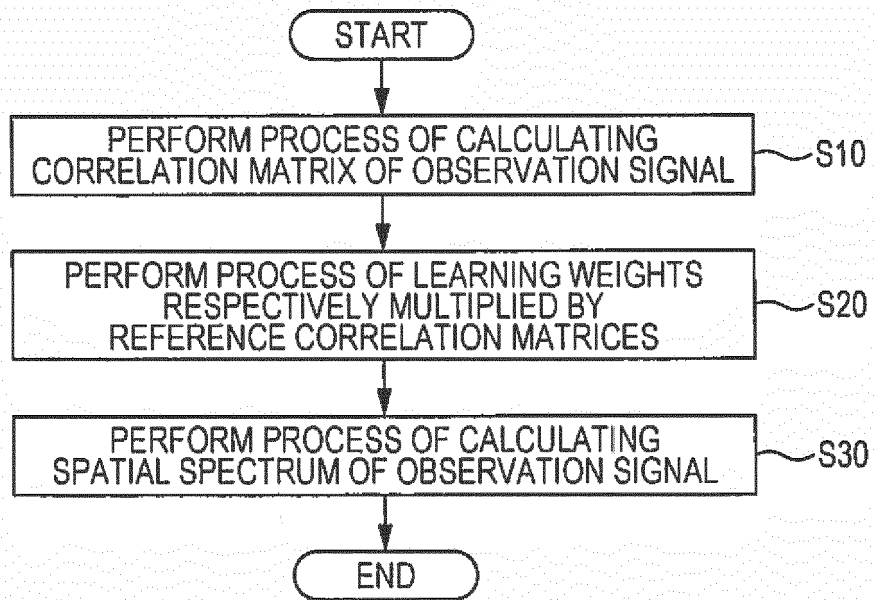 START
PERFORM PROCESS OF CALCULATING
CORRELATION MATRIX OF OBSERVATION SIGNAL
S10
PERFORM PROCESS OF LEARNING WEIGHTS
RESPECTIVELY MULTIPLIED BY
REFERENCE CORRELATION MATRICES
S20
PERFORM PROCESS OF CALCULATING
SPATIAL SPECTRUM OF OBSERVATION SIGNAL
S30
END